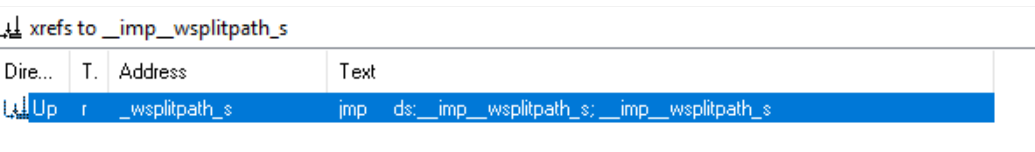 xrefs to __imp__wsplitpath_s
Dire... T. Address Text
Up r _wsplitpath_s jmp ds:__imp__wsplitpath_s; __imp__wsplitpath_s